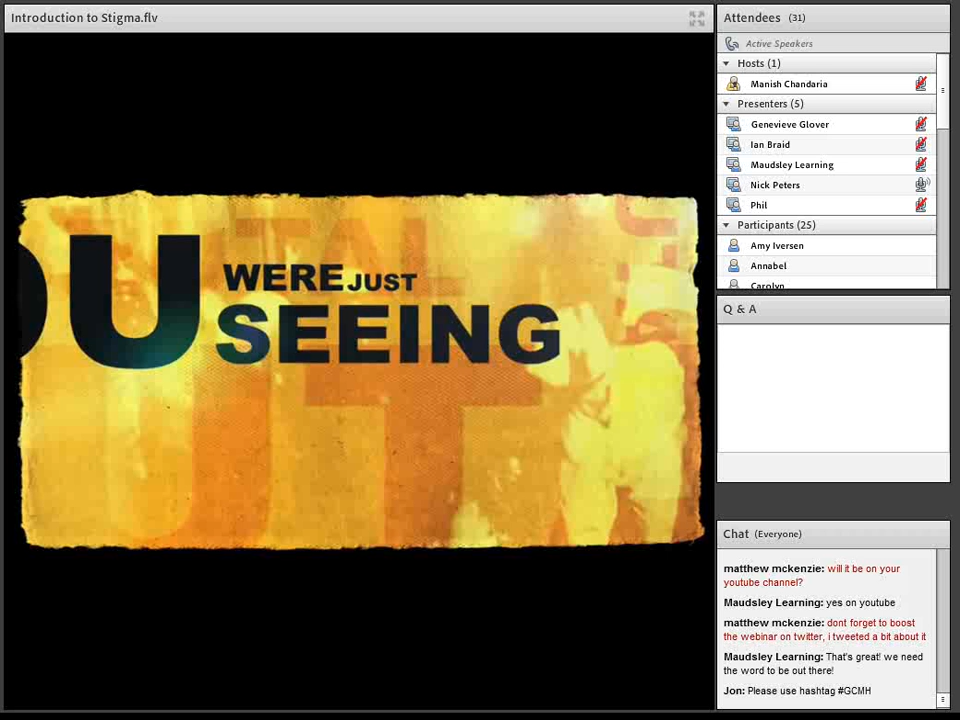 Introduction to Stigma.flv
OU
WERE JUST
SEEING
UT
Attendees (31)
Active Speakers
Hosts (1)
Manish Chandaria
Presenters (5)
Genevieve Glover
Ian Braid
Maudsley Learning
Nick Peters
Phil
Participants (25)
Amy Iversen
Annabel
Carolyn
Q & A
Chat (Everyone)
matthew mckenzie: will it be on your
youtube channel?
Maudsley Learning: yes on youtube
matthew mckenzie: dont forget to boost
the webinar on twitter, i tweeted a bit about it
Maudsley Learning: That's great! we need
the word to be out there!
Jon: Please use hashtag #GCMH